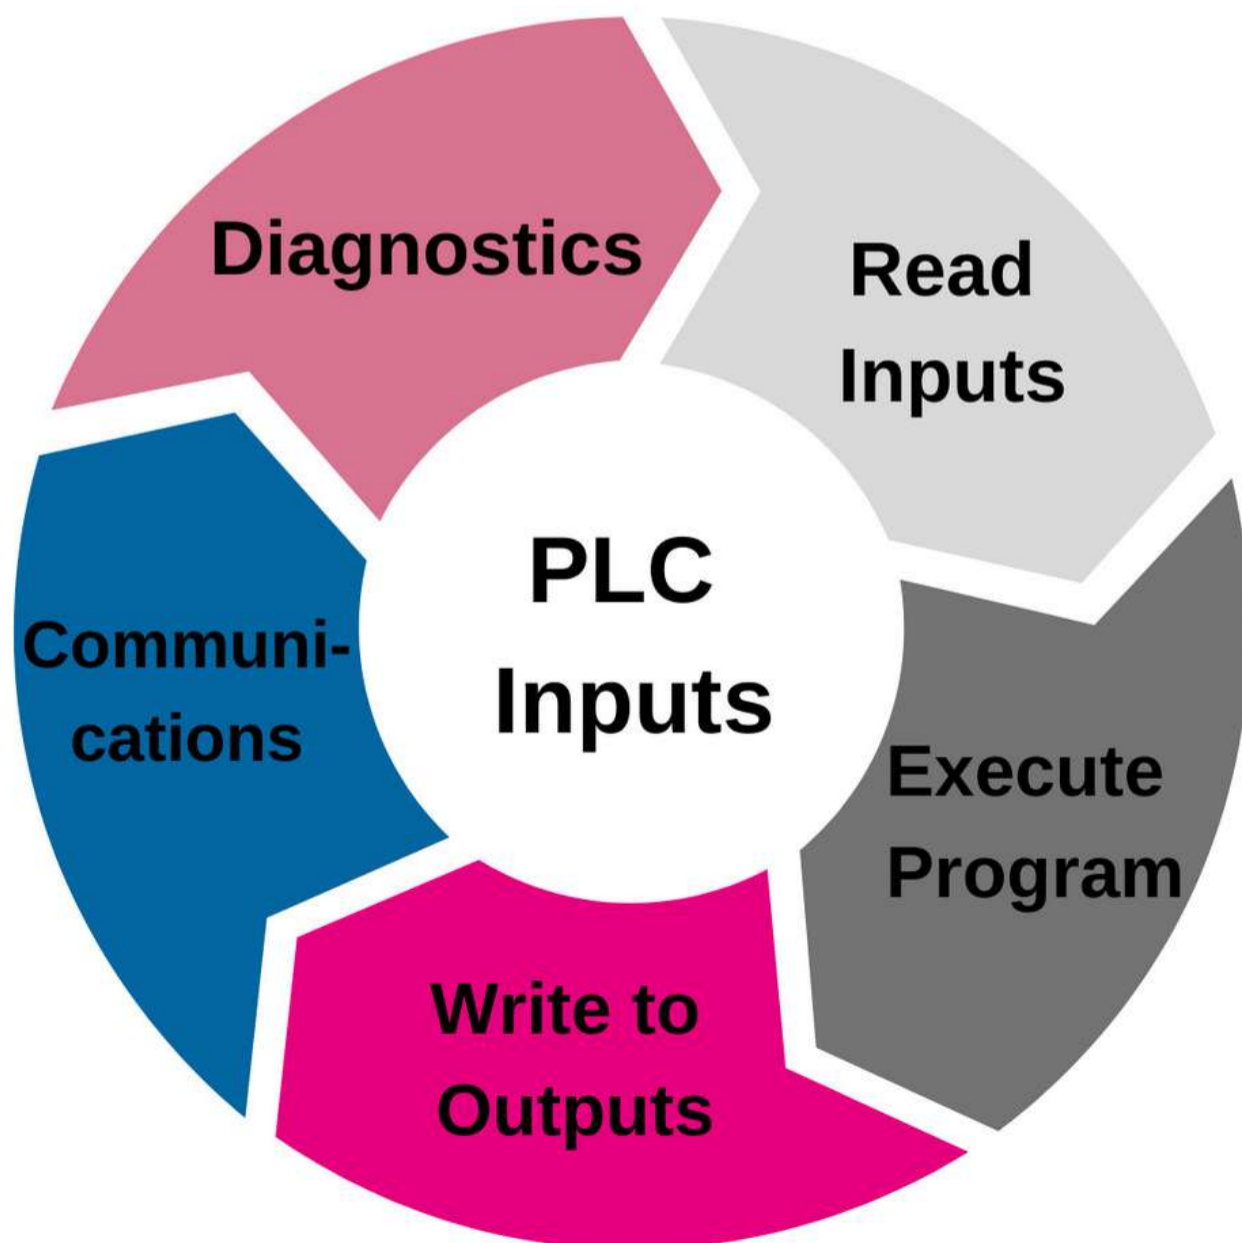 Diagnostics
Read
Inputs
PLC
Inputs
Communi-
cations
Execute
Program
Write to
Outputs